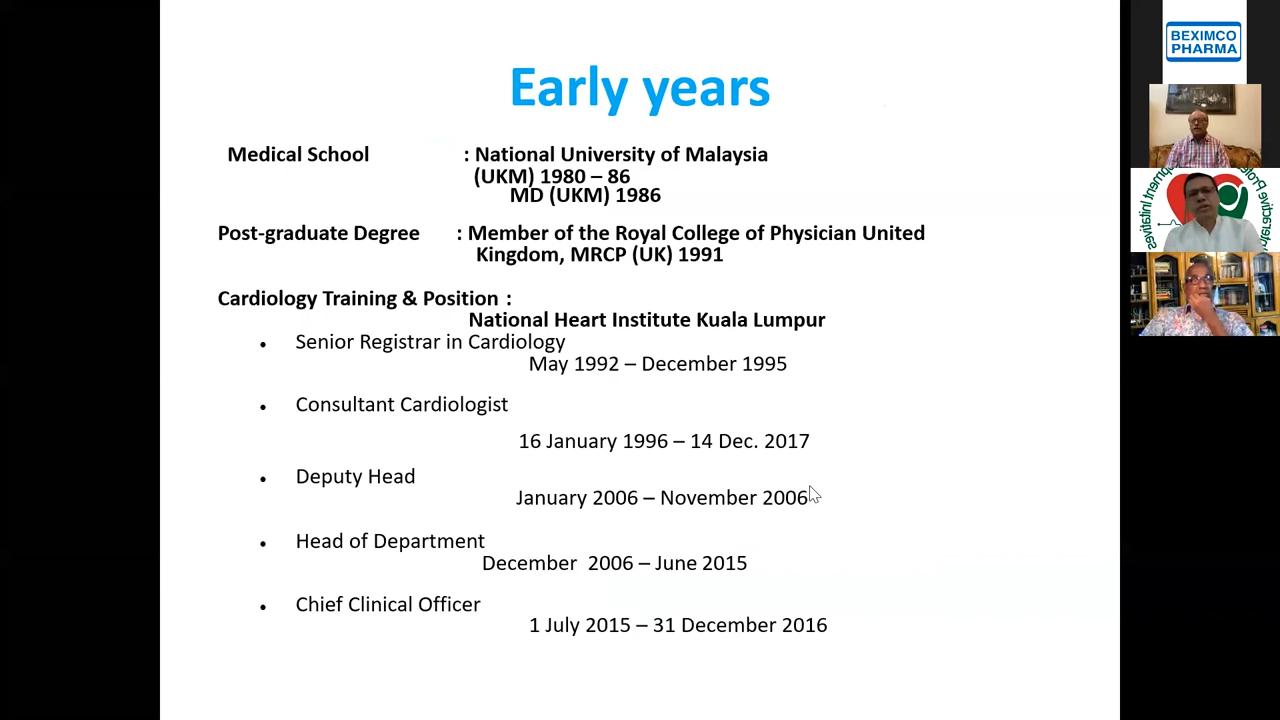 Early years
Medical School : National University of Malaysia
(UKM) 1980 – 86
MD (UKM) 1986
Post-graduate Degree : Member of the Royal College of Physician United
Kingdom, MRCP (UK) 1991
Cardiology Training & Position :
National Heart Institute Kuala Lumpur
• Senior Registrar in Cardiology
May 1992 – December 1995
• Consultant Cardiologist
16 January 1996 – 14 Dec. 2017
• Deputy Head
January 2006 – November 2006
• Head of Department
December 2006 – June 2015
• Chief Clinical Officer
1 July 2015 – 31 December 2016
BEXIMCO
PHARMA